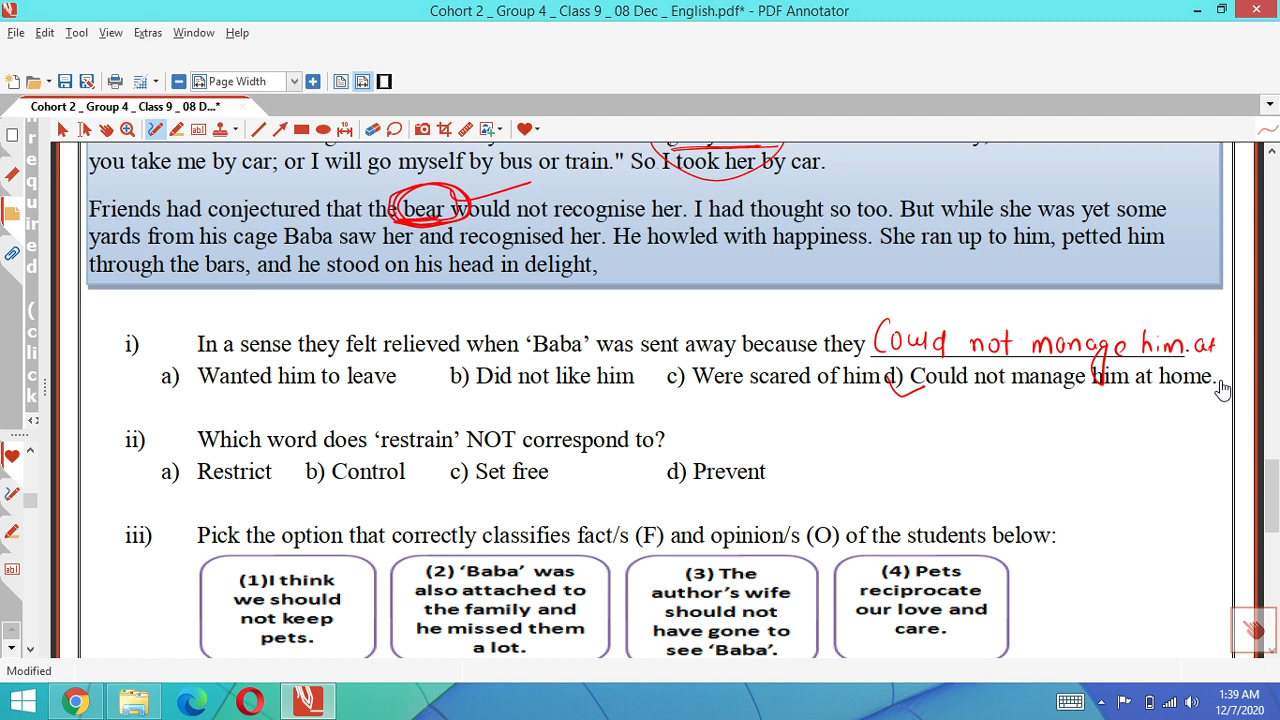 Cohort 2 _ Group 4 _ Class 9 _ 08 Dec _ English.pdf* - PDF Annotator
File Edit Tool View Extras Window Help
Page Width
Cohort 2 _ Group 4 _ Class 9 _ 08 D...*
you take me by car; or I will go myself by bus or train." So I took her by car.
Friends had conjectured that the bear would not recognise her. I had thought so too. But while she was yet some
yards from his cage Baba saw her and recognised her. He howled with happiness. She ran up to him, petted him
through the bars, and he stood on his head in delight,
i) In a sense they felt relieved when ‘Baba’ was sent away because they Could not manage him. at
a) Wanted him to leave b) Did not like him c) Were scared of him d) Could not manage him at home.
ii) Which word does ‘restrain’ NOT correspond to?
a) Restrict b) Control c) Set free d) Prevent
iii) Pick the option that correctly classifies fact/s (F) and opinion/s (O) of the students below:
(1)I think
we should
not keep
pets.
(2) ‘Baba’ was
also attached to
the family and
he missed them
a lot.
(3) The
author’s wife
should not
have gone to
see ‘Baba’.
(4) Pets
reciprocate
our love and
care.
r
e
q
u
ir
e
d
(
c
li
c
k
Modified
1:39 AM
12/7/2020